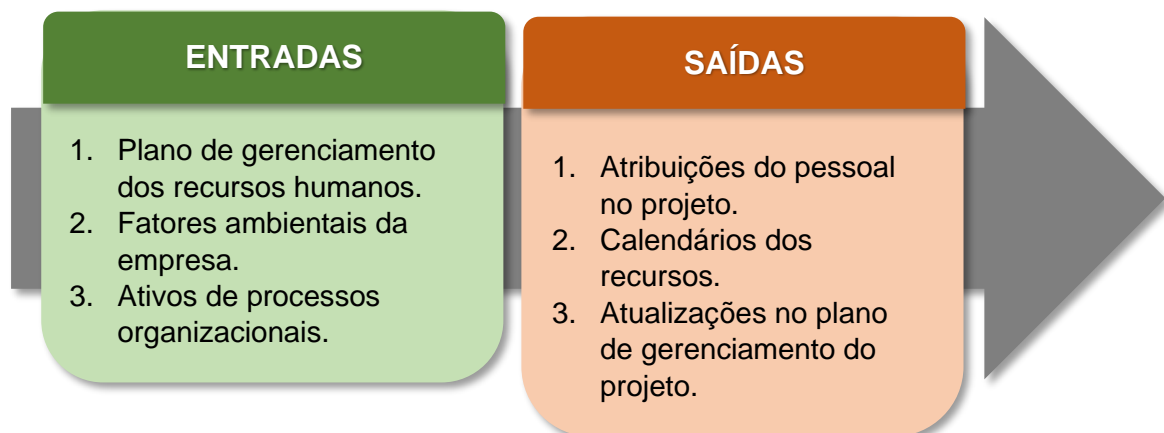 ENTRADAS
1. Plano de gerenciamento
dos recursos humanos.
2. Fatores ambientais da
empresa.
3. Ativos de processos
organizacionais.
SAÍDAS
1. Atribuições do pessoal
no projeto.
2. Calendários dos
recursos.
3. Atualizações no plano
de gerenciamento do
projeto.